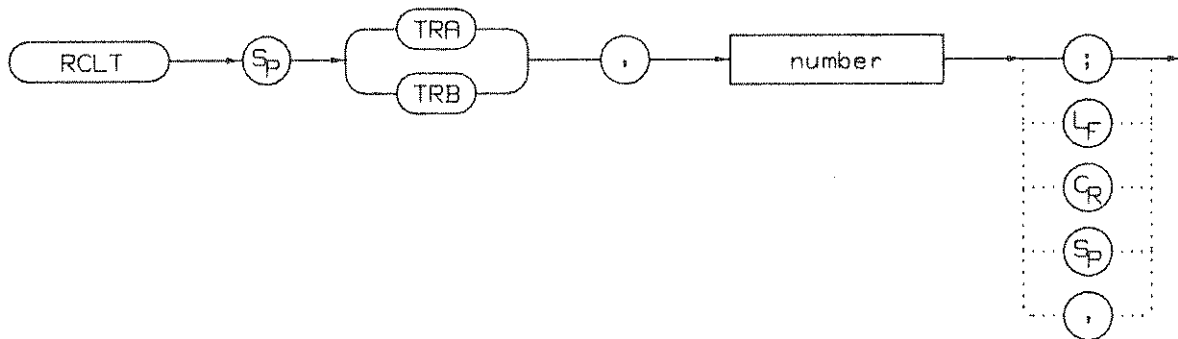 TRA
RCLT SP , number ;
TRB
LF
CR
SP
,